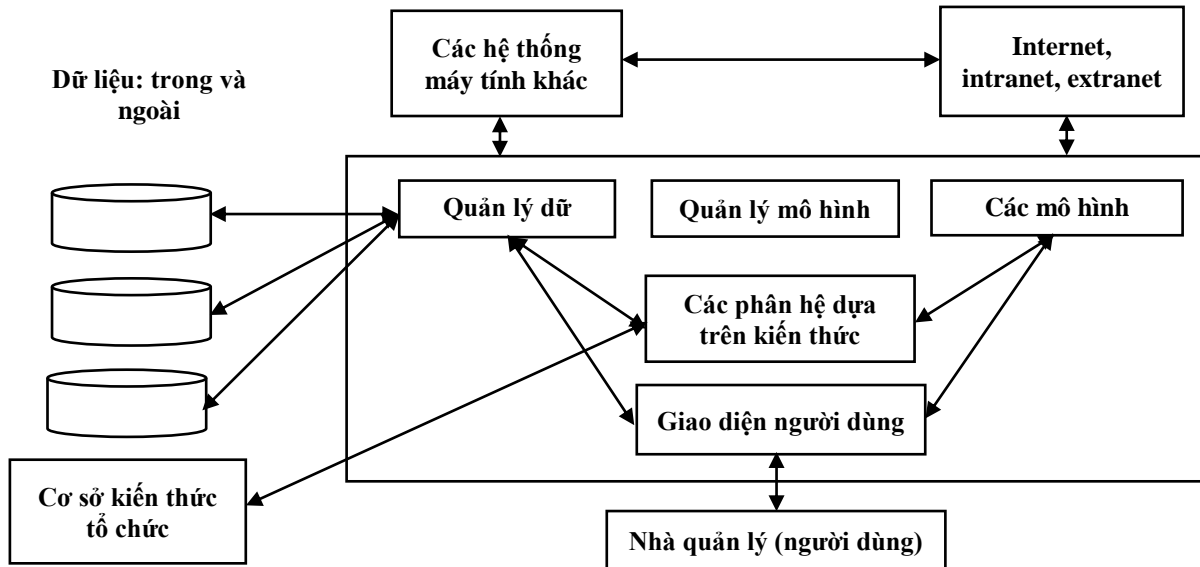 Các hệ thống
máy tính khác
Internet,
intranet, extranet
Dữ liệu: trong và
ngoài
Quản lý dữ
Quản lý mô hình
Các mô hình
Các phân hệ dựa
trên kiến thức
Giao diện người dùng
Cơ sở kiến thức
tổ chức
Nhà quản lý (người dùng)